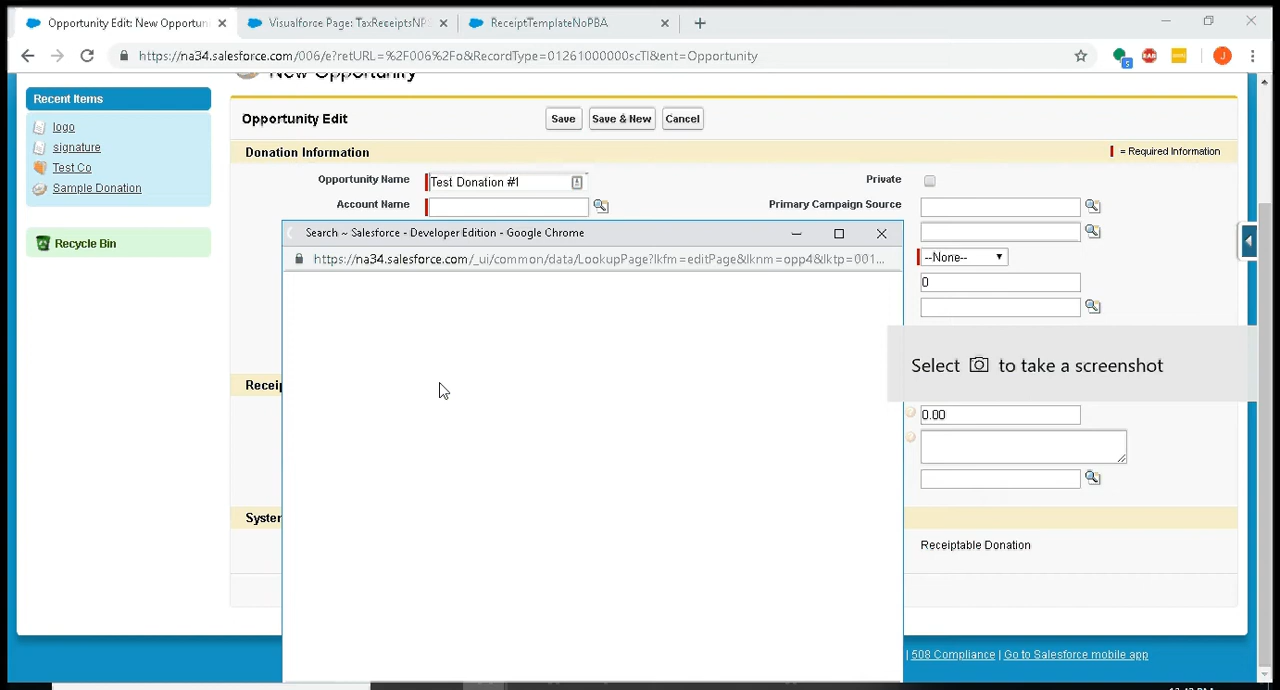 Opportunity Edit: New Opportun
Visualforce Page: TaxReceiptsNP
ReceiptTemplateNoPBA
https://na34.salesforce.com/006/e?retURL=%2F006%2Fo&RecordType=01261000000scTl&ent=Opportunity
New Opportunity
Recent Items
logo
signature
Test Co
Sample Donation
Recycle Bin
Opportunity Edit
Save
Save & New
Cancel
Donation Information
= Required Information
Opportunity Name
Test Donation #1
Private
Account Name
Primary Campaign Source
Search ~ Salesforce - Developer Edition - Google Chrome
https://na34.salesforce.com/_ui/common/data/LookupPage?lkfm=editPage&lknm=opp4&lktp=001...
--None--
0
Select to take a screenshot
Receip
0.00
System
Receiptable Donation
| 508 Compliance | Go to Salesforce mobile app